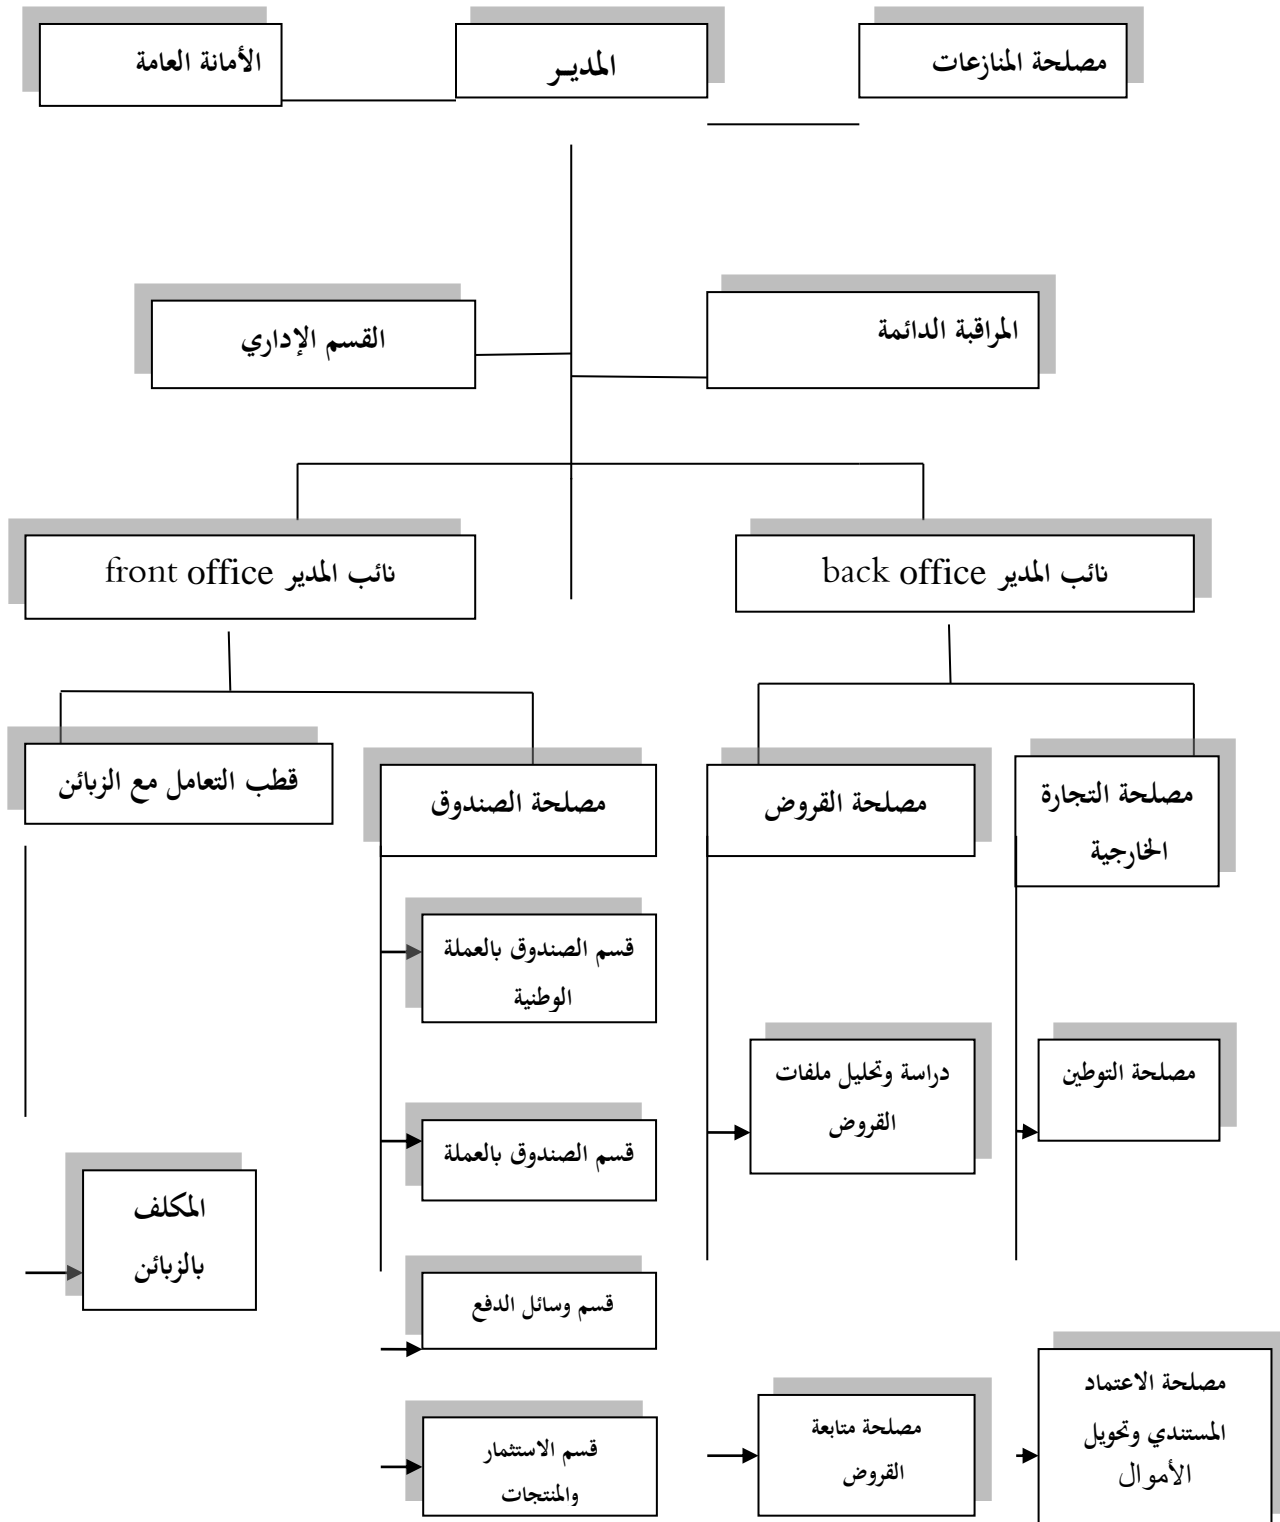 مصلحة المنازعات
المديـر
الأمانة العامة
المراقبة الدائمة
القسم الإداري
نائب المدير back office
نائب المدير front office
مصلحة التجارة
الخارجية
مصلحة القروض
مصلحة الصندوق
قطب التعامل مع الزبائن
قسم الصندوق بالعملة
الوطنية
مصلحة التوطين
دراسة وتحليل ملفات
القروض
قسم الصندوق بالعملة
المكلف
بالزبائن
قسم وسائل الدفع
مصلحة الاعتماد
المستندي وتحويل
الأموال
مصلحة متابعة
القروض
قسم الاستثمار
والمنتجات